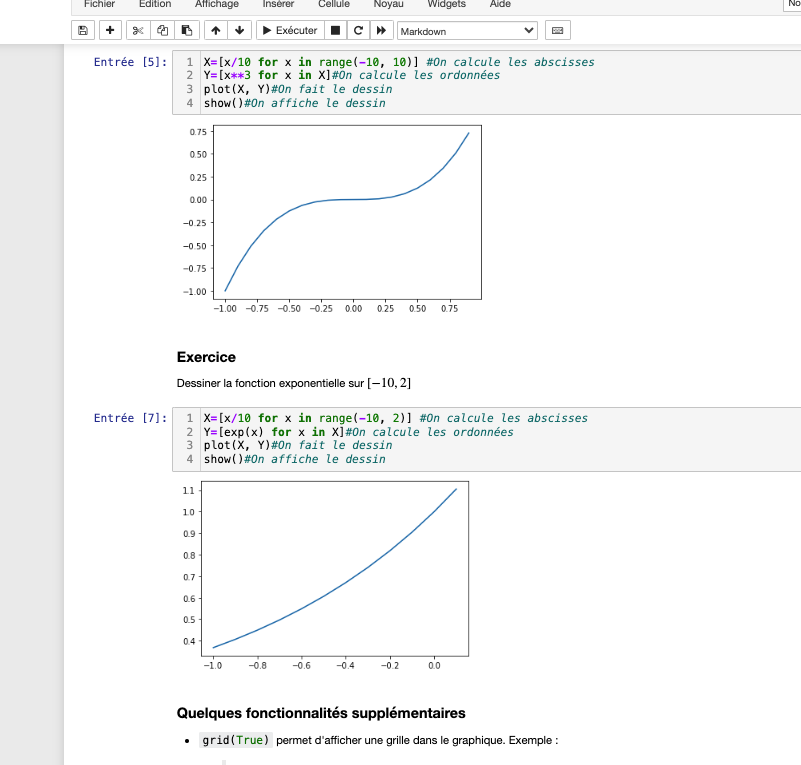 Fichier Edition Affichage Insérer Cellule Noyau Widgets Aide No
Exécuter Markdown
Entrée [5]:
1 X=[x/10 for x in range(-10, 10)] #On calcule les abscisses
2 Y=[x**3 for x in X]#On calcule les ordonnées
3 plot(X, Y)#On fait le dessin
4 show()#On affiche le dessin
0.75
0.50
0.25
0.00
−0.25
−0.50
−0.75
−1.00
−1.00 −0.75 −0.50 −0.25 0.00 0.25 0.50 0.75
Exercice
Dessiner la fonction exponentielle sur [−10, 2]
Entrée [7]:
1 X=[x/10 for x in range(-10, 2)] #On calcule les abscisses
2 Y=[exp(x) for x in X]#On calcule les ordonnées
3 plot(X, Y)#On fait le dessin
4 show()#On affiche le dessin
1.1
1.0
0.9
0.8
0.7
0.6
0.5
0.4
−1.0 −0.8 −0.6 −0.4 −0.2 0.0
Quelques fonctionnalités supplémentaires
• grid(True) permet d'afficher une grille dans le graphique. Exemple :